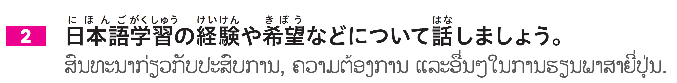 にほんごがくしゅう けいけん きぼう はな
2 日本語学習の経験や希望などについて話しましょう。
ສົນທະນາກ່ຽວກັບປະສົບການ, ຄວາມຕ້ອງການ ແລະອື່ນໆໃນການຮຽນພາສາຍີ່ປຸ່ນ.